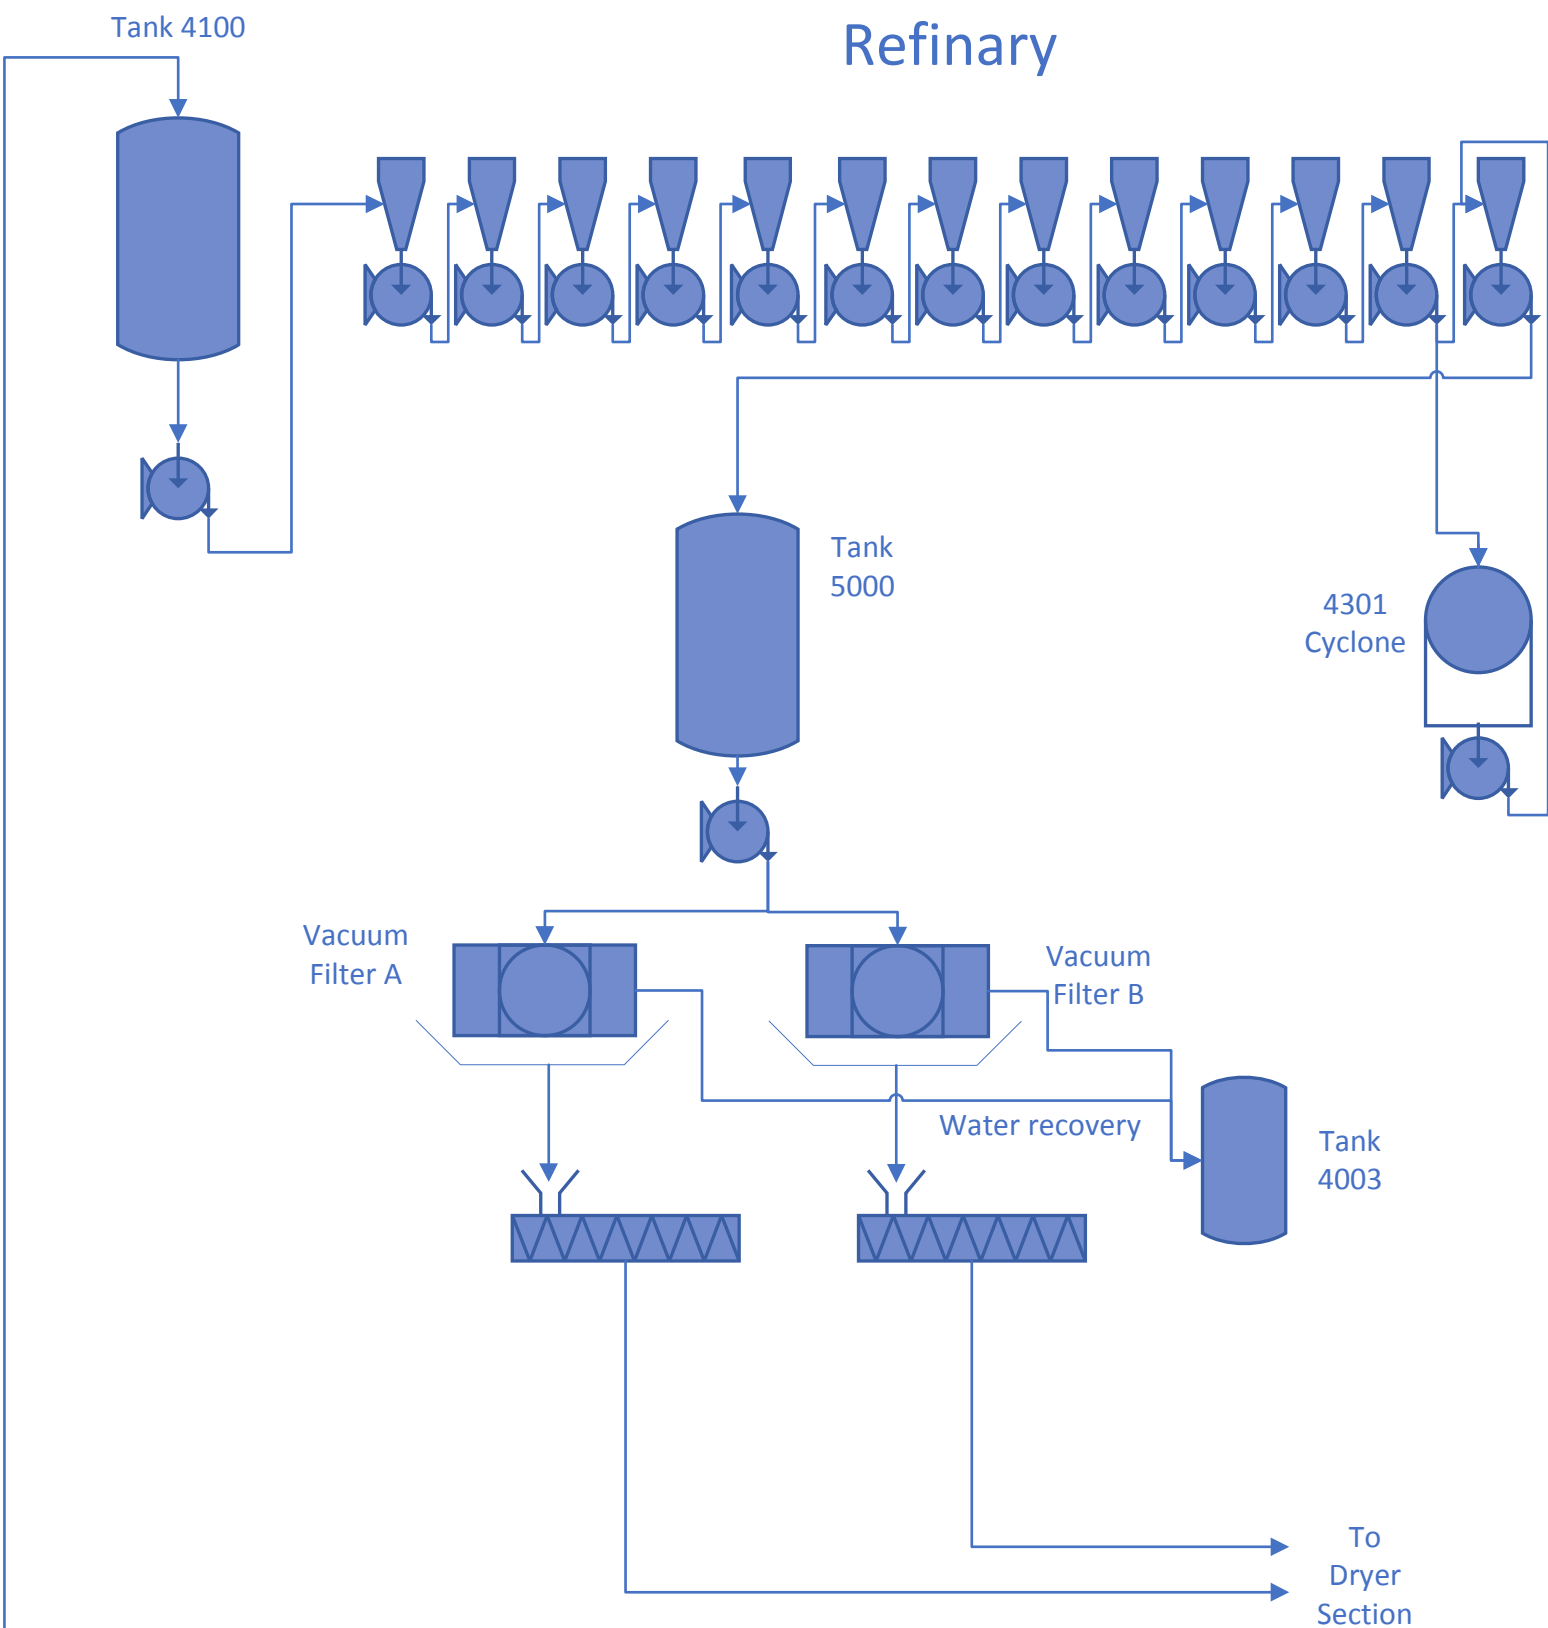 Tank 4100
Refinary
Tank
5000
4301
Cyclone
Vacuum
Filter A
Vacuum
Filter B
Water recovery
Tank
4003
To
Dryer
Section